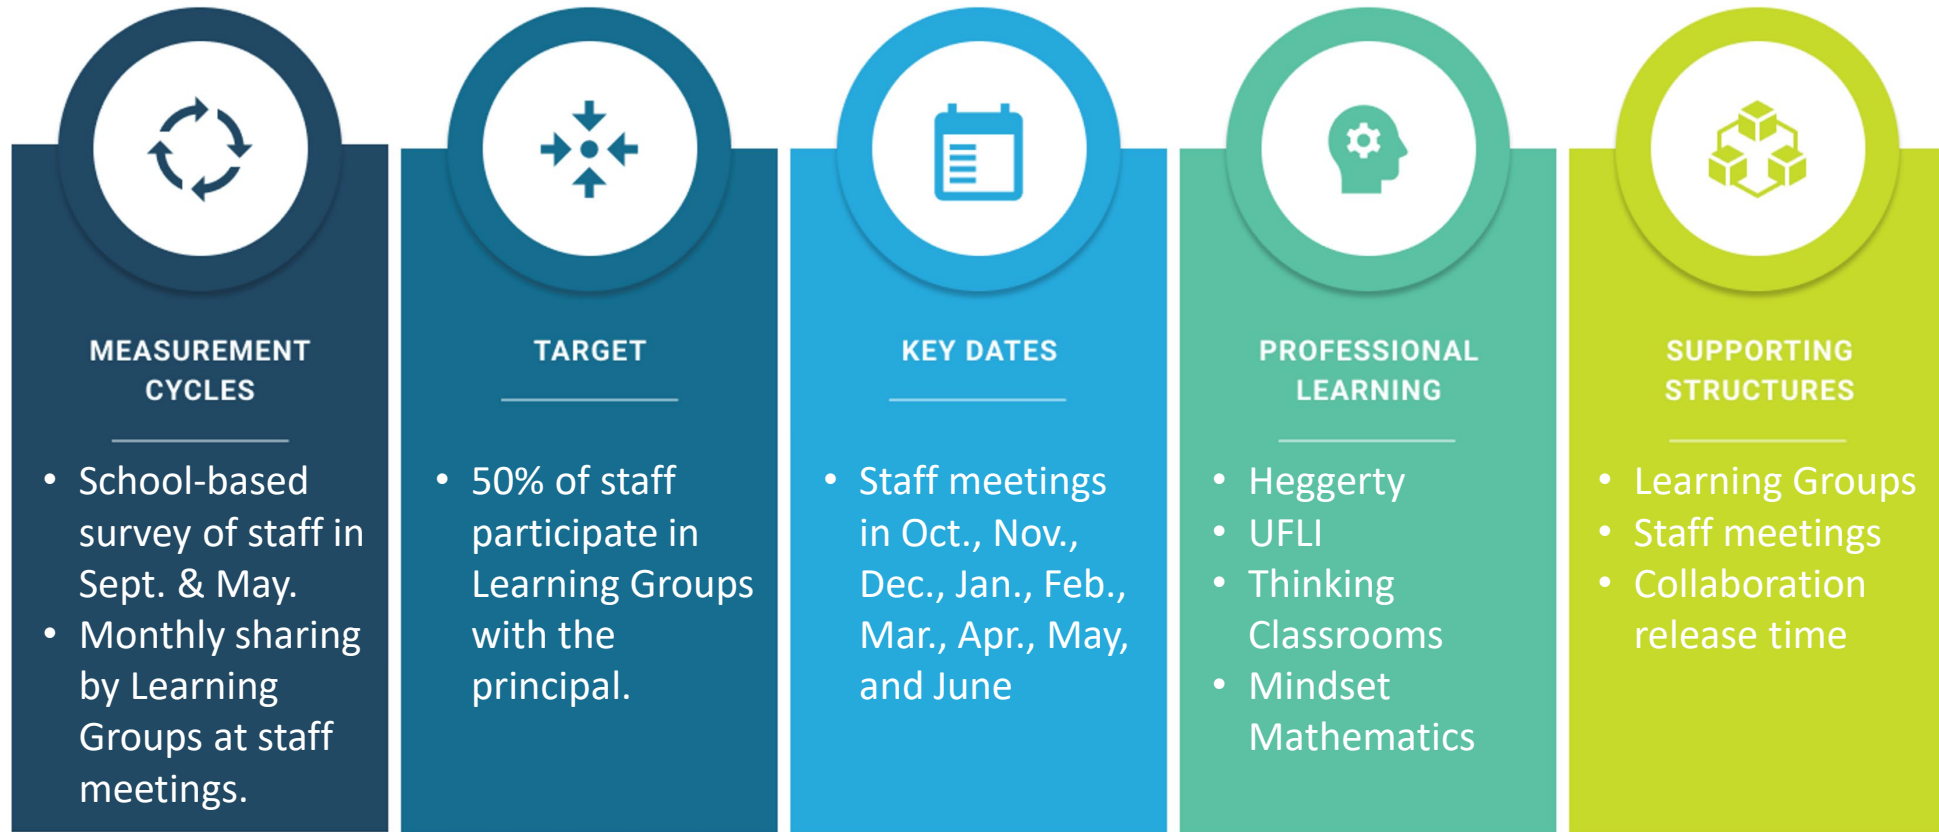 MEASUREMENT
CYCLES
• School-based
survey of staff in
Sept. & May.
• Monthly sharing
by Learning
Groups at staff
meetings.
TARGET
• 50% of staff
participate in
Learning Groups
with the
principal.
KEY DATES
• Staff meetings
in Oct., Nov.,
Dec., Jan., Feb.,
Mar., Apr., May,
and June
PROFESSIONAL
LEARNING
• Heggerty
• UFLI
• Thinking
Classrooms
• Mindset
Mathematics
SUPPORTING
STRUCTURES
• Learning Groups
• Staff meetings
• Collaboration
release time